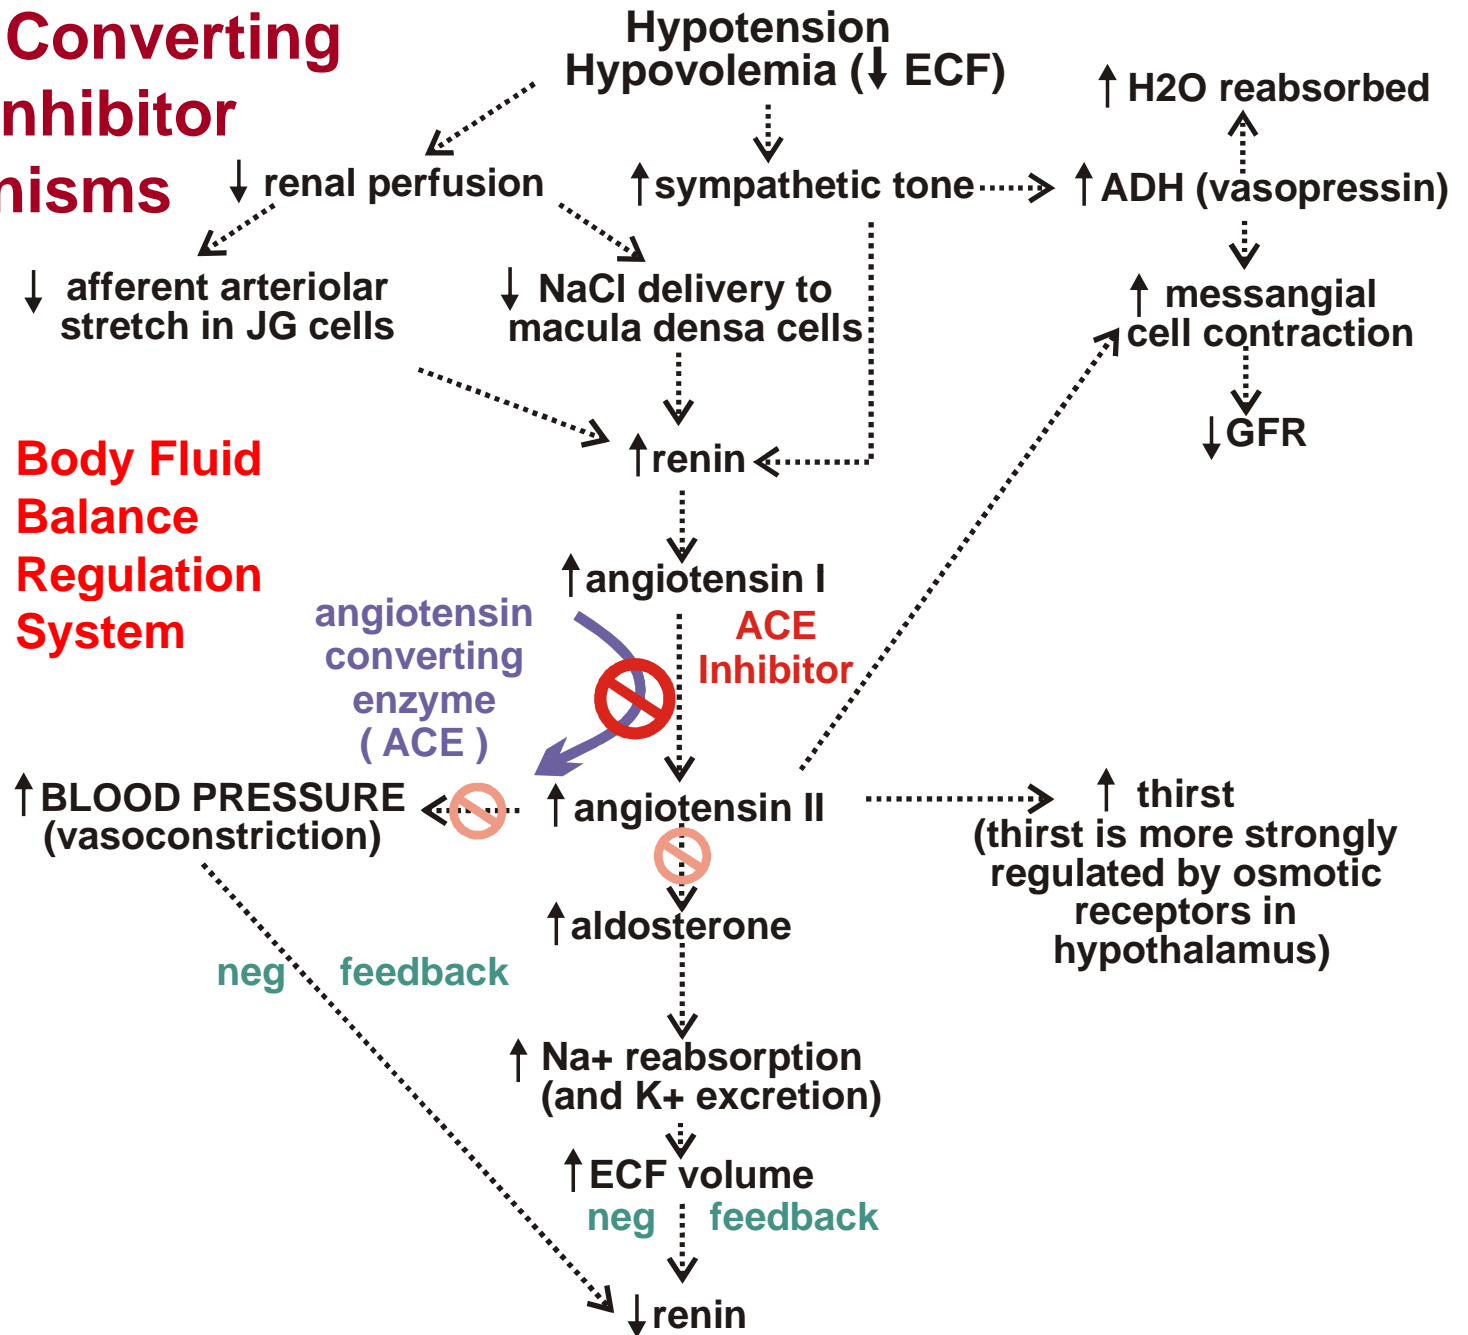 Converting
nhibitor
nisms
Hypotension
Hypovolemia (↓ ECF)
↑ H2O reabsorbed
↓ renal perfusion
↑ sympathetic tone
↑ ADH (vasopressin)
↓ afferent arteriolar
stretch in JG cells
↓ NaCl delivery to
macula densa cells
↑ messangial
cell contraction
↓ GFR
↑ renin
Body Fluid
Balance
Regulation
System
↑ angiotensin I
angiotensin
converting
enzyme
( ACE )
ACE
Inhibitor
↑ BLOOD PRESSURE
(vasoconstriction)
↑ angiotensin II
↑ thirst
(thirst is more strongly
regulated by osmotic
receptors in
hypothalamus)
↑ aldosterone
neg feedback
↑ Na+ reabsorption
(and K+ excretion)
↑ ECF volume
neg feedback
↓ renin